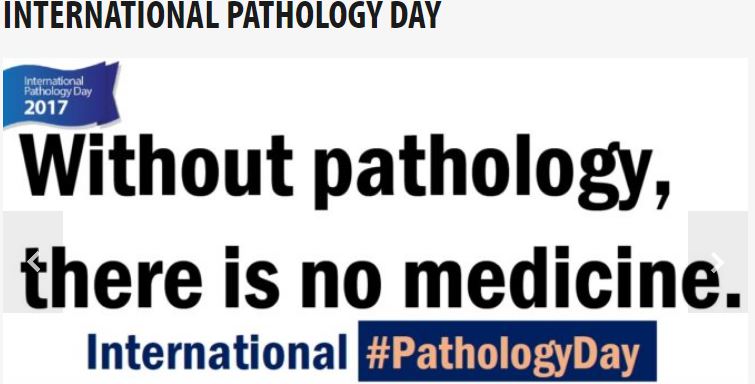 INTERNATIONAL PATHOLOGY DAY
International
Pathology Day
2017
Without pathology,
there is no medicine.
International #PathologyDay